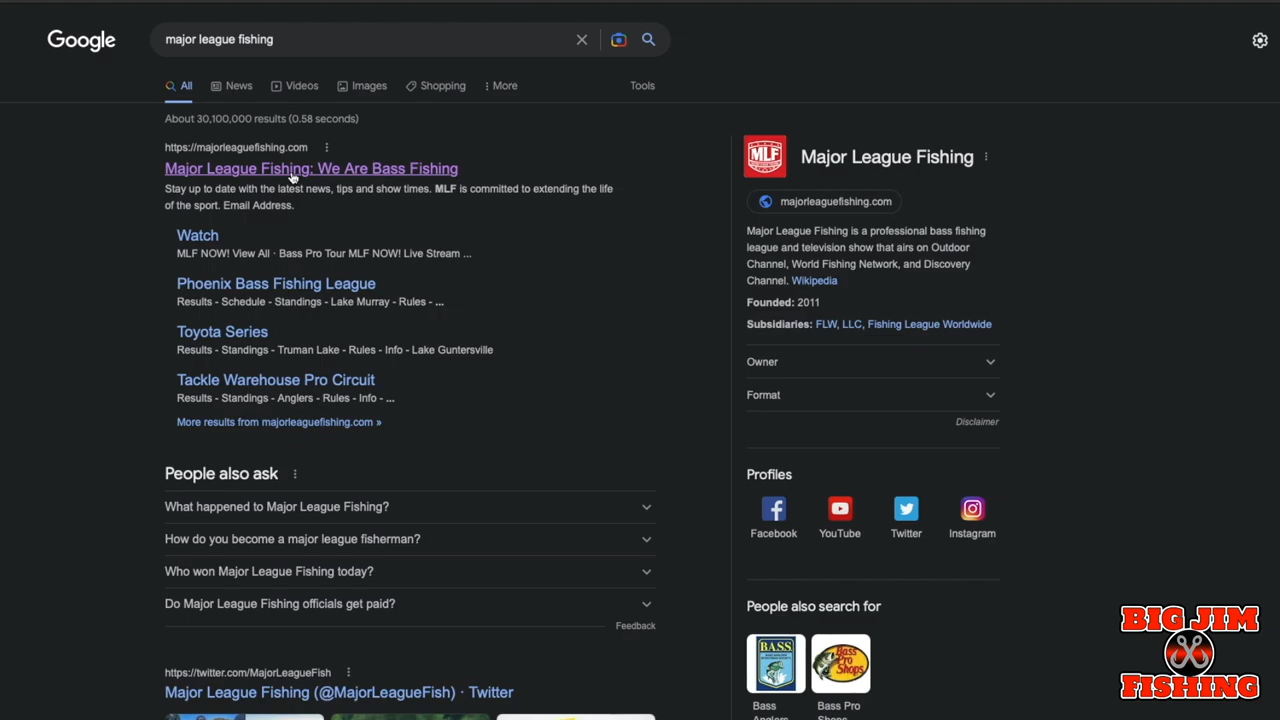 Google
major league fishing
All
News
Videos
Images
Shopping
More
Tools
About 30,100,000 results (0.58 seconds)
https://majorleaguefishing.com
Major League Fishing: We Are Bass Fishing
Stay up to date with the latest news, tips and show times. MLF is committed to extending the life
of the sport. Email Address.
Watch
MLF NOW! View All · Bass Pro Tour MLF NOW! Live Stream ...
Phoenix Bass Fishing League
Results - Schedule - Standings - Lake Murray - Rules - ...
Toyota Series
Results - Standings - Truman Lake - Rules - Info - Lake Guntersville
Tackle Warehouse Pro Circuit
Results - Standings - Anglers - Rules - Info - ...
More results from majorleaguefishing.com »
People also ask
What happened to Major League Fishing?
How do you become a major league fisherman?
Who won Major League Fishing today?
Do Major League Fishing officials get paid?
Feedback
https://twitter.com/MajorLeagueFish
Major League Fishing (@MajorLeagueFish) · Twitter
MLF
Major League Fishing
majorleaguefishing.com
Major League Fishing is a professional bass fishing
league and television show that airs on Outdoor
Channel, World Fishing Network, and Discovery
Channel. Wikipedia
Founded: 2011
Subsidiaries: FLW, LLC, Fishing League Worldwide
Owner
Format
Disclaimer
Profiles
Facebook
YouTube
Twitter
Instagram
People also search for
B.A.S.S.
Bass Pro Shops
Bass
Anglers
Bass Pro
Shops
BIG JIM
FISHING